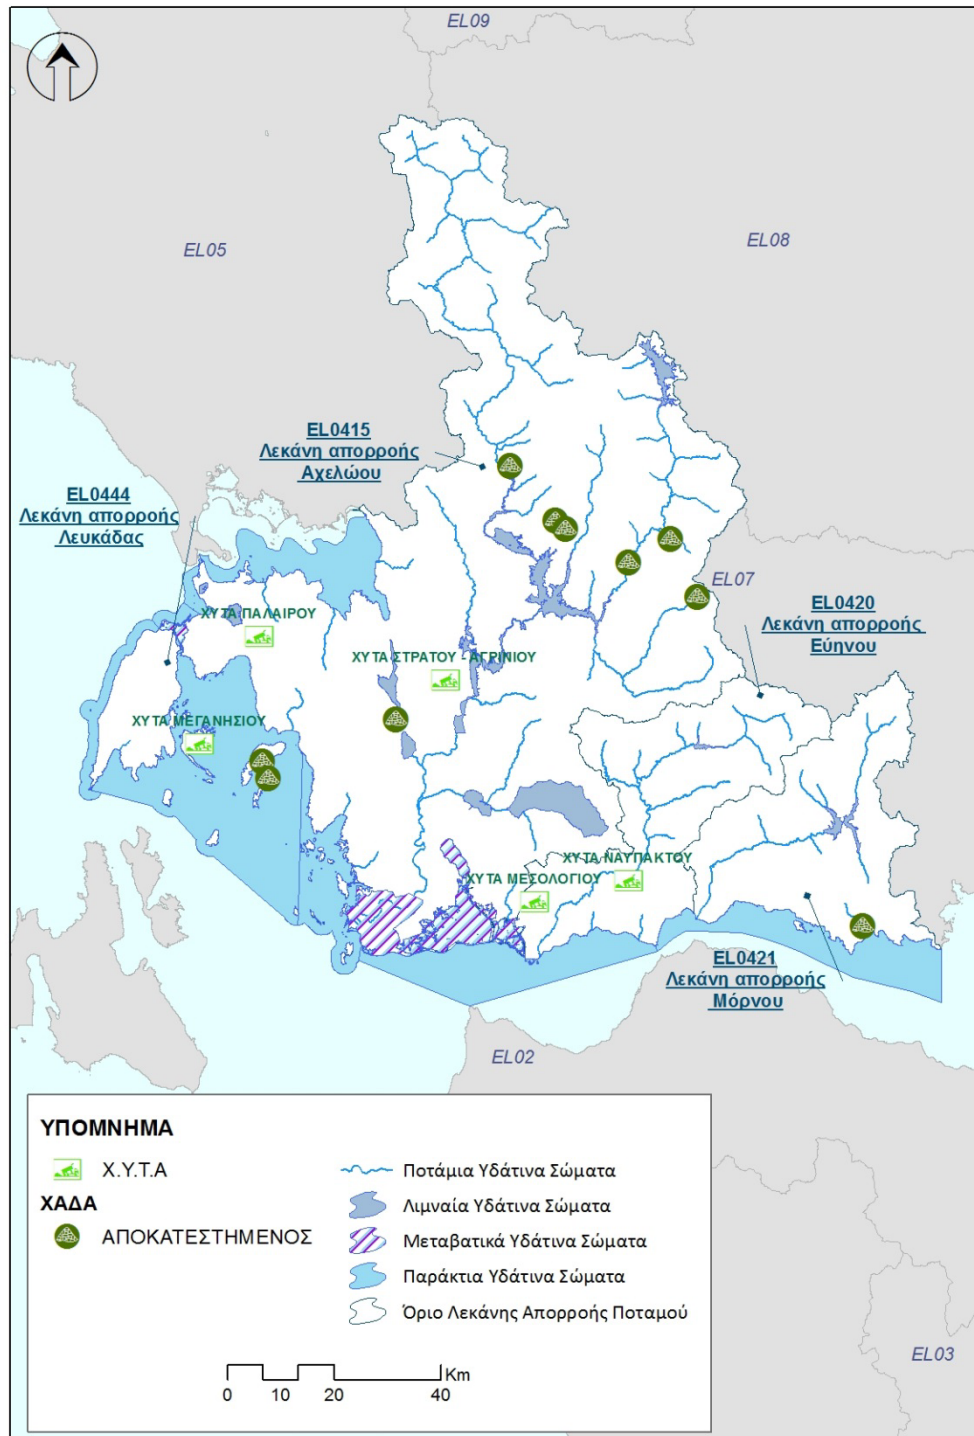 EL09
EL05
EL08
EL0415
Λεκάνη απορροής
Αχελώου
EL0444
Λεκάνη απορροής
Λευκάδας
EL07
EL0420
Λεκάνη απορροής
Εύηνου
ΧΥΤΑ ΠΑΛΑΙΡΟΥ
ΧΥΤΑ ΣΤΡΑΤΟΥ - ΑΓΡΙΝΙΟΥ
ΧΥΤΑ ΜΕΓΑΝΗΣΙΟΥ
ΧΥΤΑ ΝΑΥΠΑΚΤΟΥ
ΧΥΤΑ ΜΕΣΟΛΟΓΙΟΥ
EL0421
Λεκάνη απορροής
Μόρνου
EL02
ΥΠΟΜΝΗΜΑ
Χ.Υ.Τ.Α
ΧΑΔΑ
ΑΠΟΚΑΤΕΣΤΗΜΕΝΟΣ
Ποτάμια Υδάτινα Σώματα
Λιμναία Υδάτινα Σώματα
Μεταβατικά Υδάτινα Σώματα
Παράκτια Υδάτινα Σώματα
Όριο Λεκάνης Απορροής Ποταμού
Km
0 10 20 40
EL03